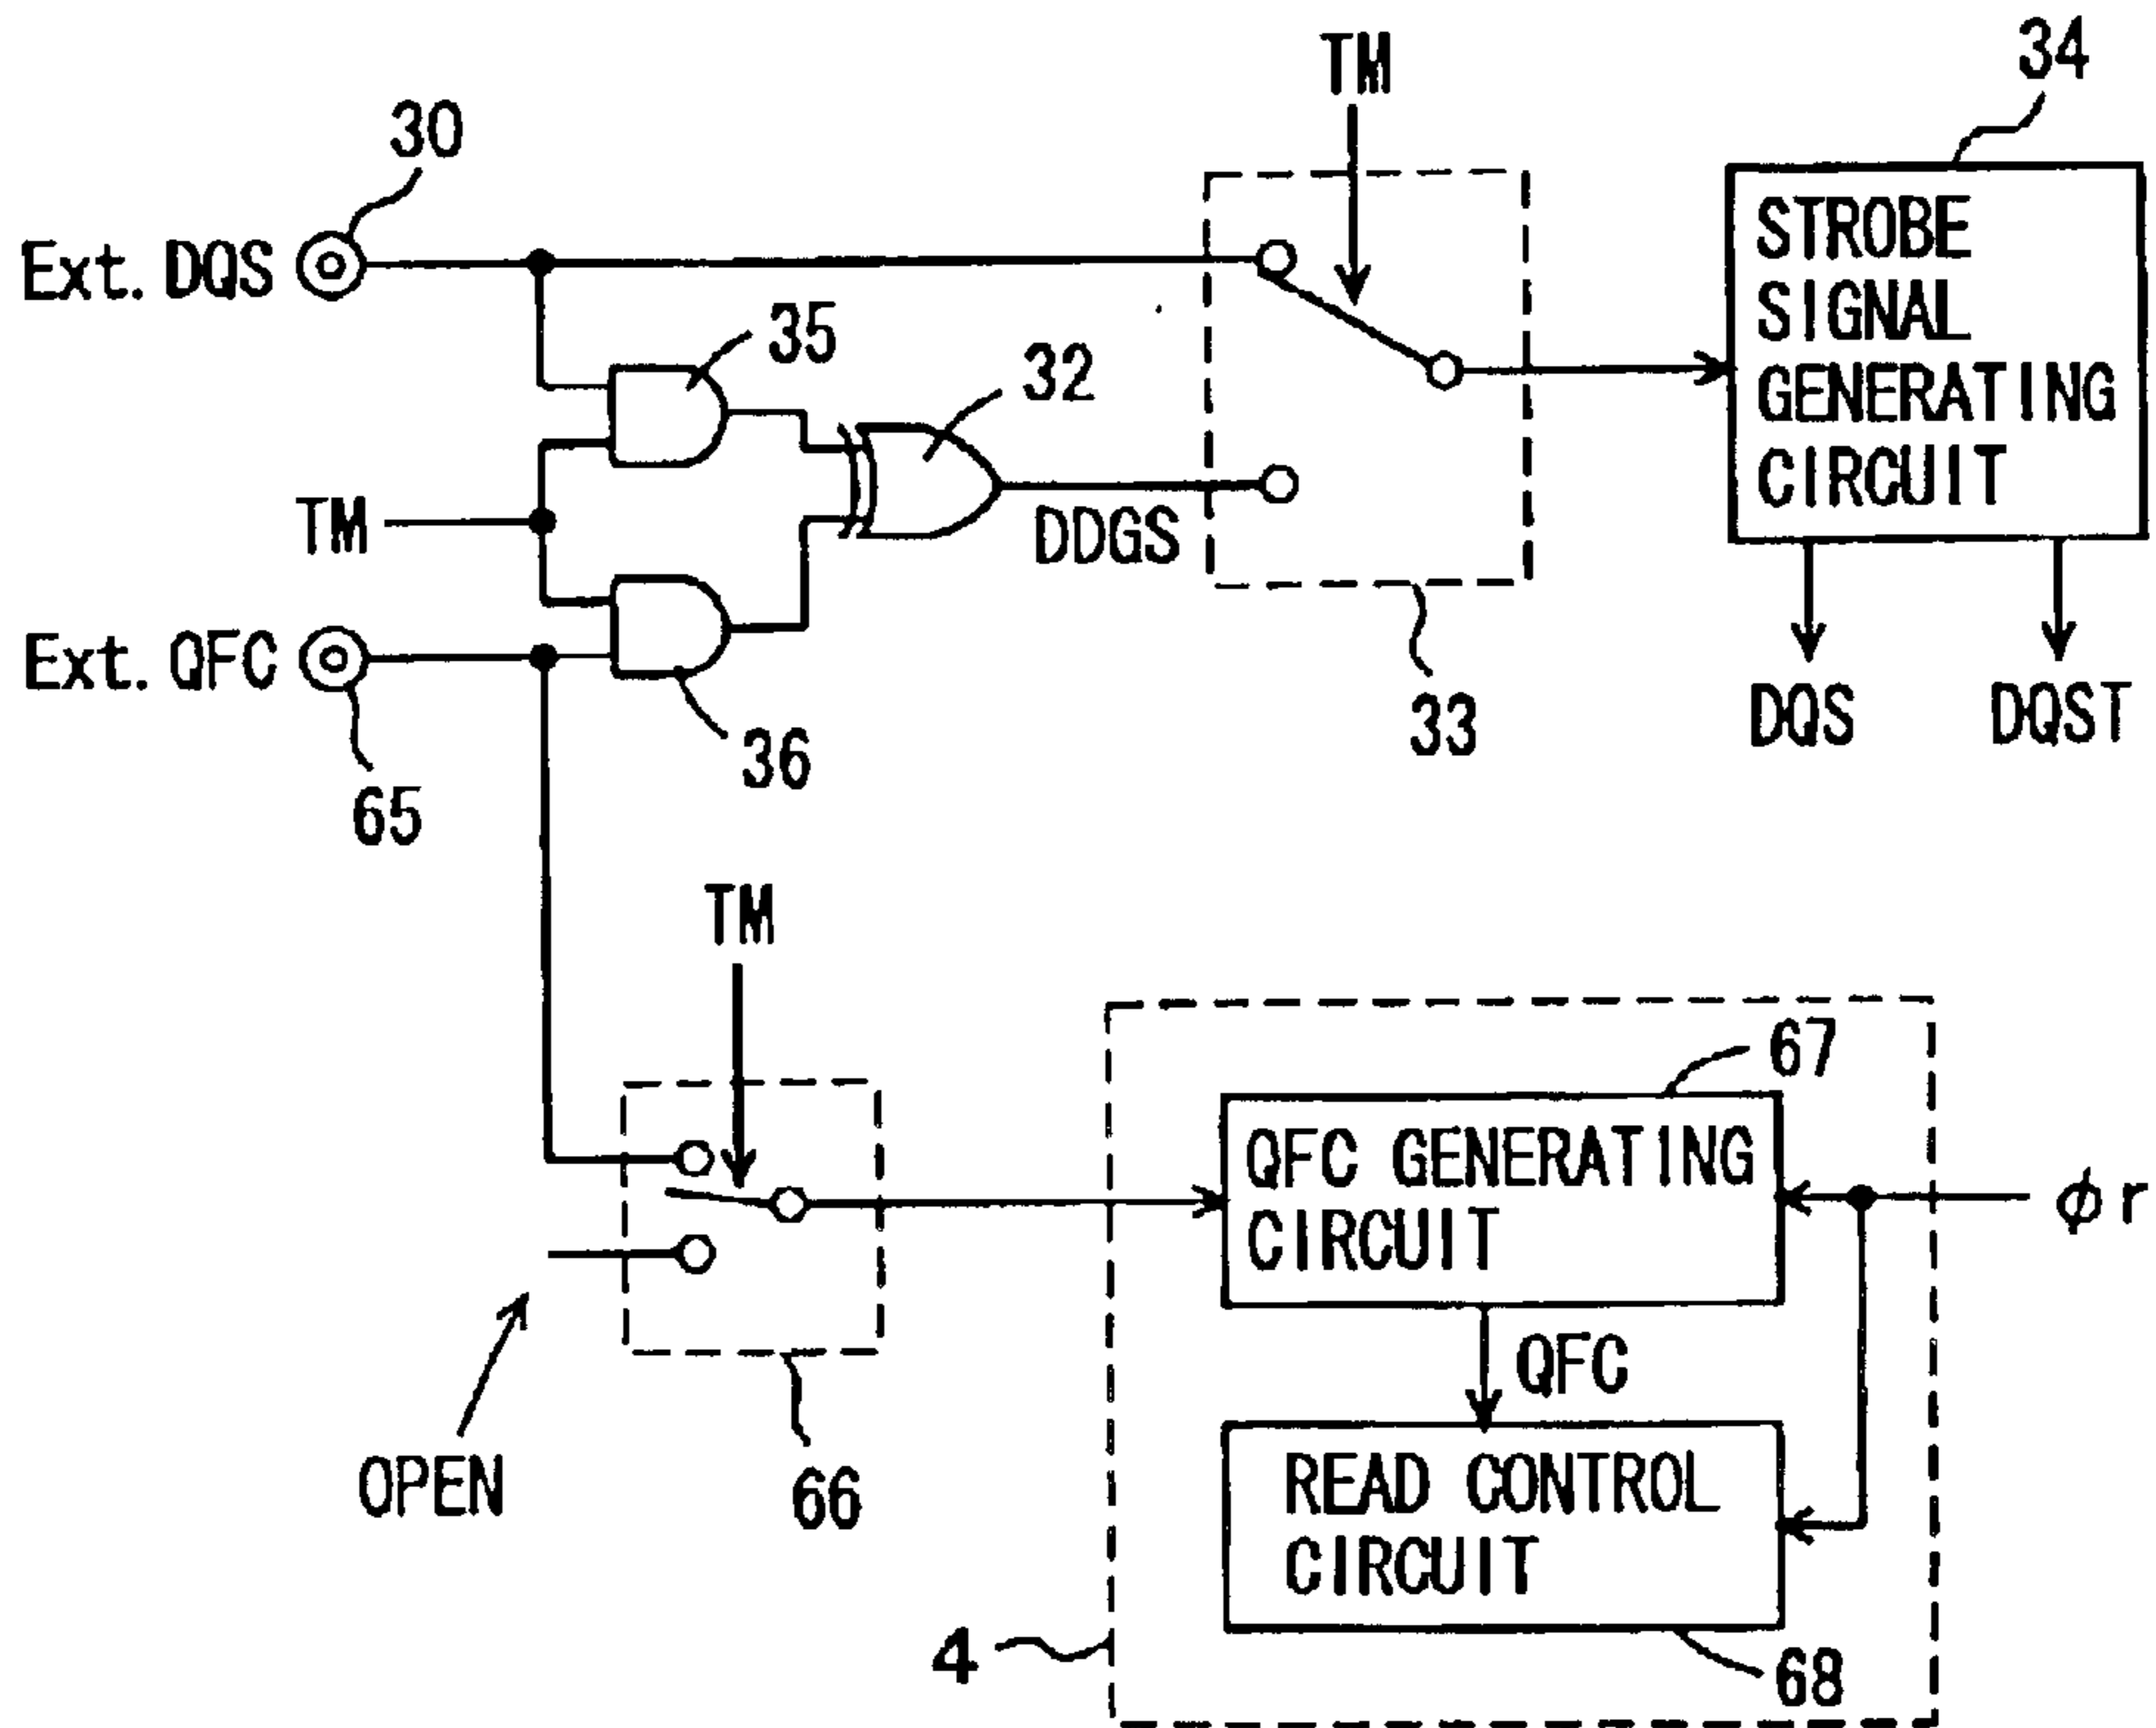 34
TM
30
STROBE
SIGNAL
GENERATING
CIRCUIT
Ext. DQS
35
32
TM
DDGS
Ext. QFC
33
DQS
DQST
36
65
TM
67
QFC GENERATING
CIRCUIT
φr
QFC
OPEN
66
READ CONTROL
CIRCUIT
4
68